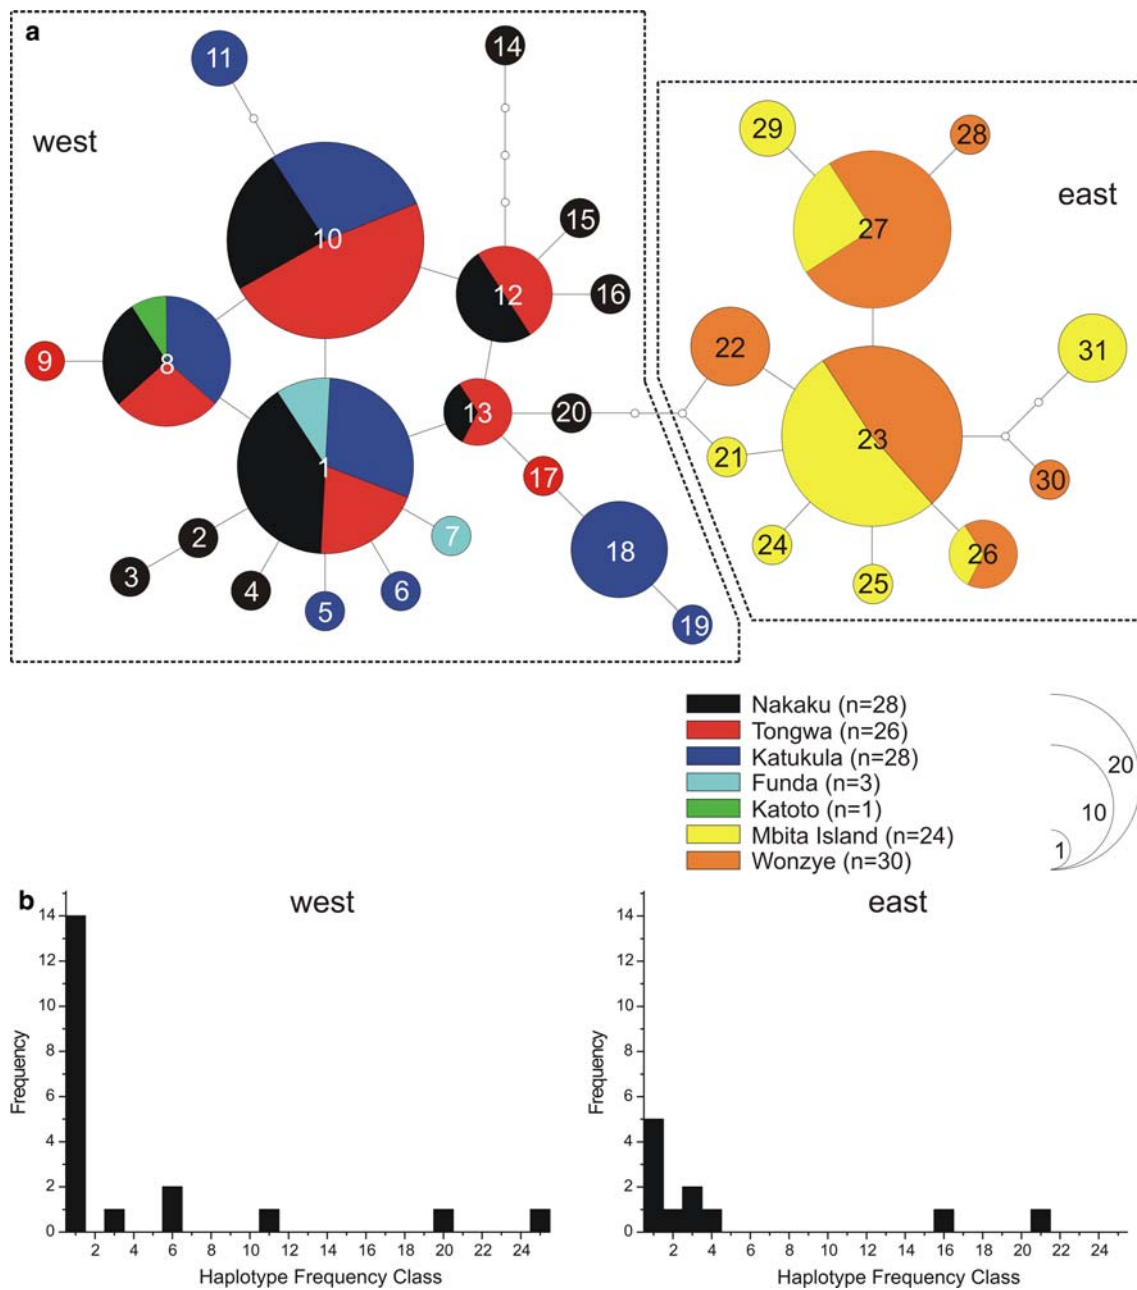 a
west
east
11
14
29
28
15
27
10
12
16
9
8
22
31
13
20
23
1
21
17
30
2
7
18
24
26
3
4
5
6
19
25
Nakaku (n=28)
Tongwa (n=26)
Katukula (n=28)
Funda (n=3)
Katoto (n=1)
Mbita Island (n=24)
Wonzye (n=30)
20
10
1
b
west
14
12
10
8
6
4
2
0
Frequency
2 4 6 8 10 12 14 16 18 20 22 24
Haplotype Frequency Class
east
14
12
10
8
6
4
2
0
Frequency
2 4 6 8 10 12 14 16 18 20 22 24
Haplotype Frequency Class